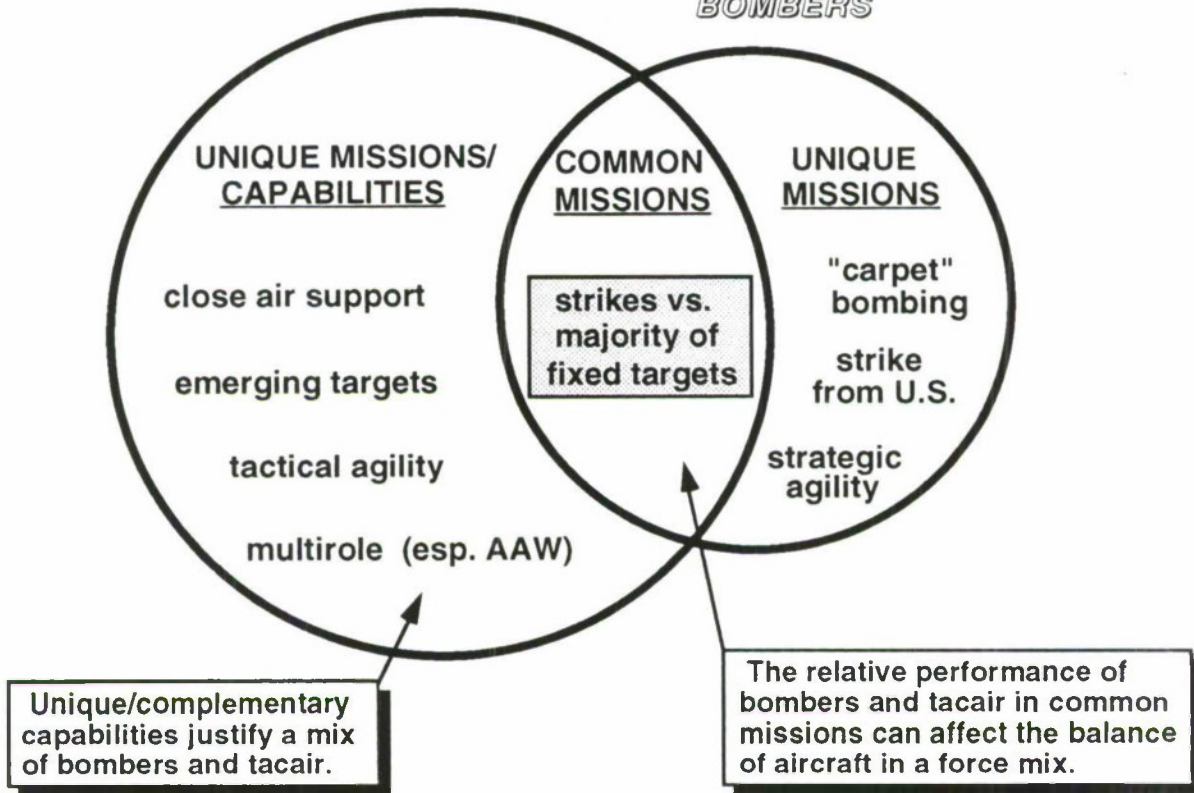 BOMBERS
UNIQUE MISSIONS/
CAPABILITIES
close air support
emerging targets
tactical agility
multirole (esp. AAW)
COMMON
MISSIONS
strikes vs.
majority of
fixed targets
UNIQUE
MISSIONS
"carpet"
bombing
strike
from U.S.
strategic
agility
Unique/complementary
capabilities justify a mix
of bombers and tacair.
The relative performance of
bombers and tacair in common
missions can affect the balance
of aircraft in a force mix.